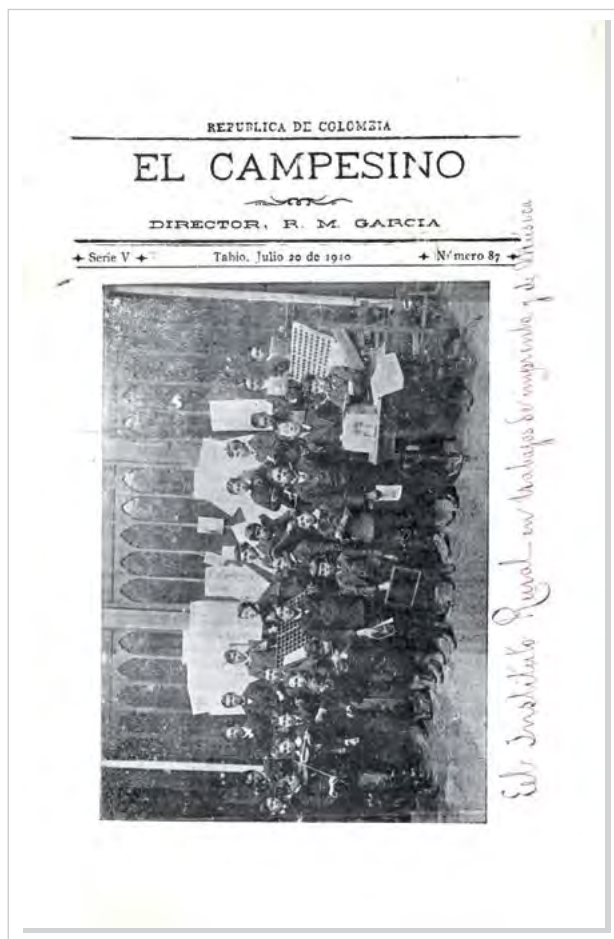 REPUBLICA DE COLOMBIA
EL CAMPESINO
DIRECTOR, R. M. GARCIA
Serie V Tabio, Julio 20 de 1910 Número 87
El Instituto Rural en trabajos de imprenta y de Música